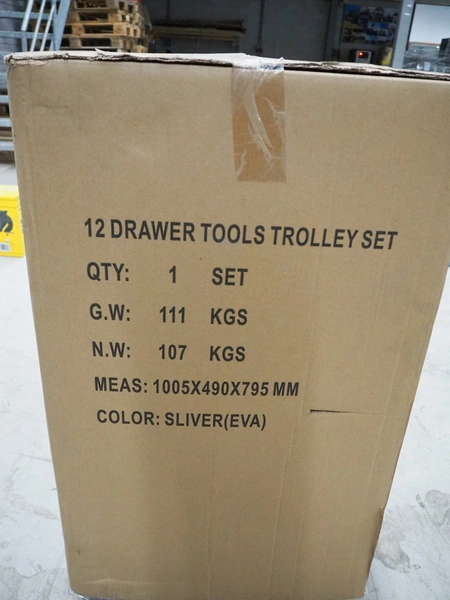 12 DRAWER TOOLS TROLLEY SET
QTY: 1 SET
G.W: 111 KGS
N.W: 107 KGS
MEAS: 1005X490X795 MM
COLOR: SLIVER(EVA)